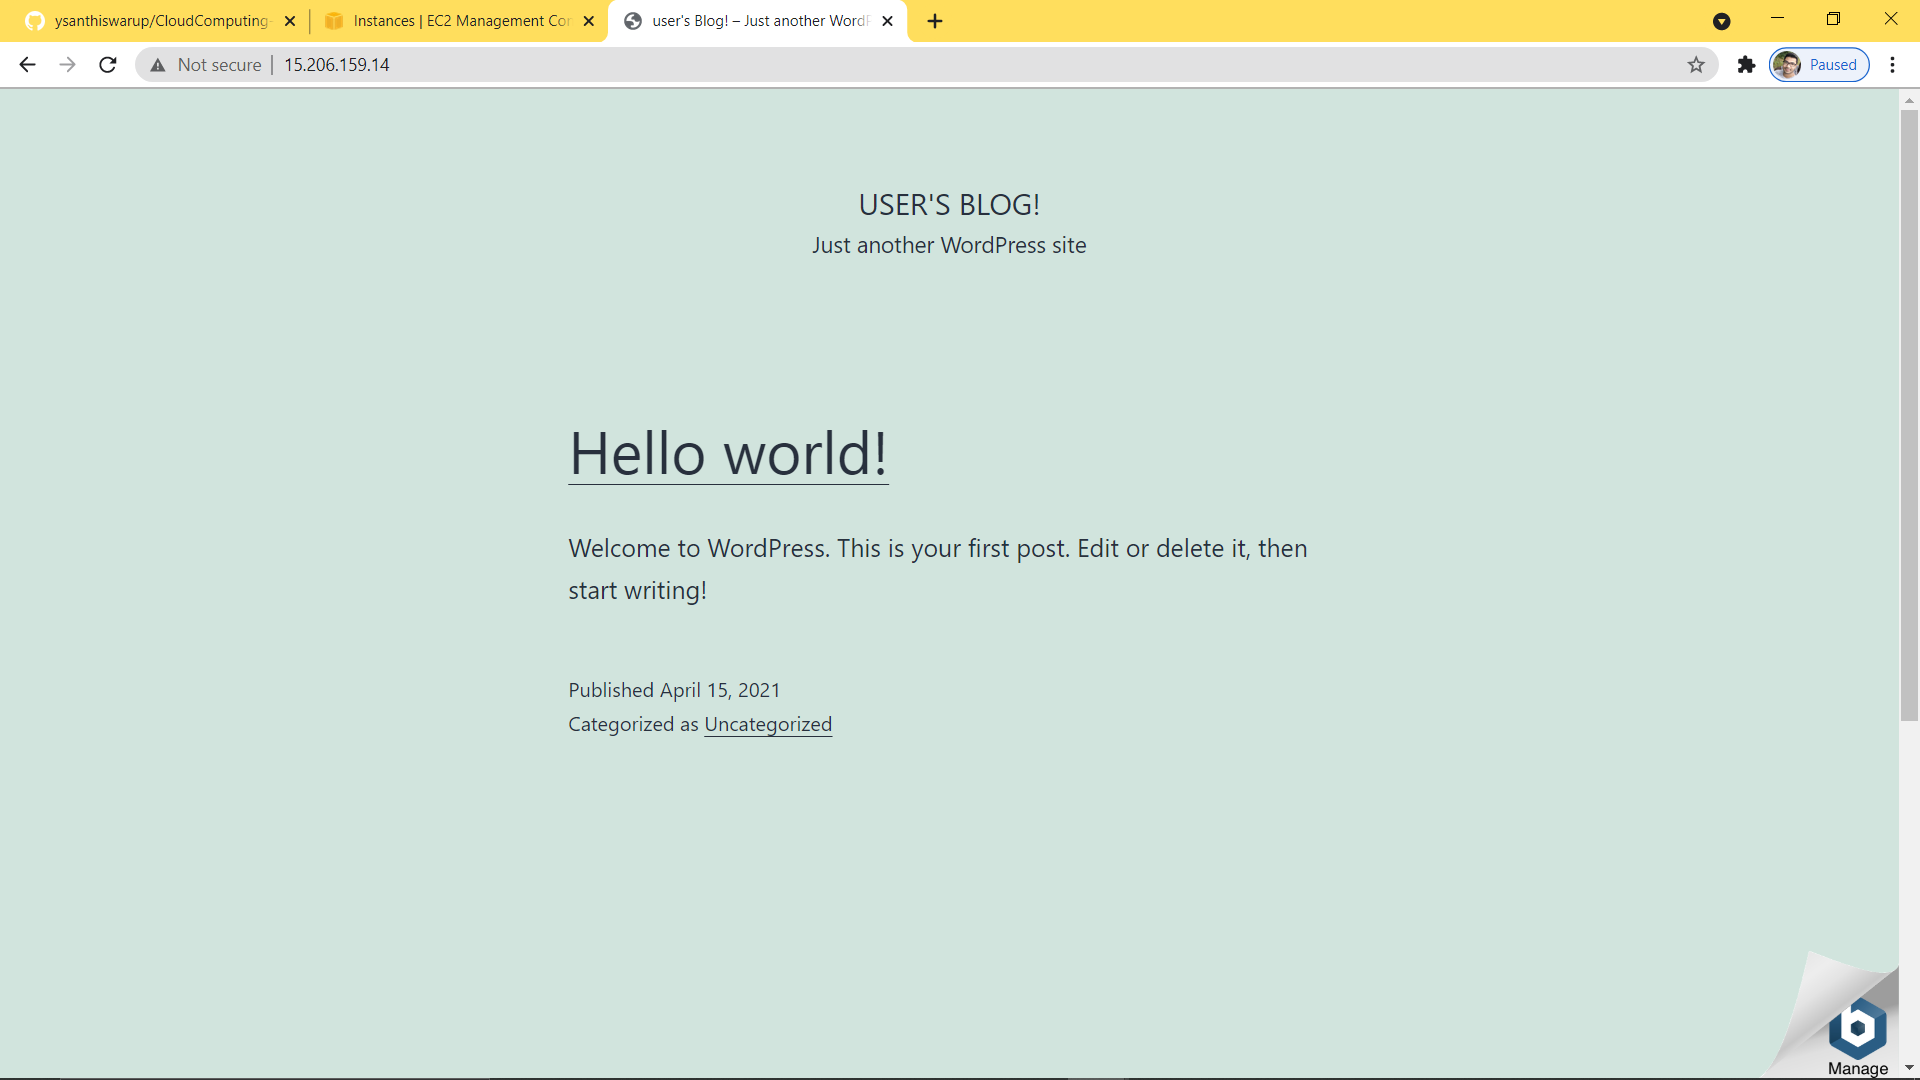 ysanthiswarup/CloudComputing-
Instances | EC2 Management Con
user's Blog! – Just another WordP
Not secure
15.206.159.14
Paused
USER'S BLOG!
Just another WordPress site
Hello world!
Welcome to WordPress. This is your first post. Edit or delete it, then
start writing!
Published April 15, 2021
Categorized as Uncategorized
Manage